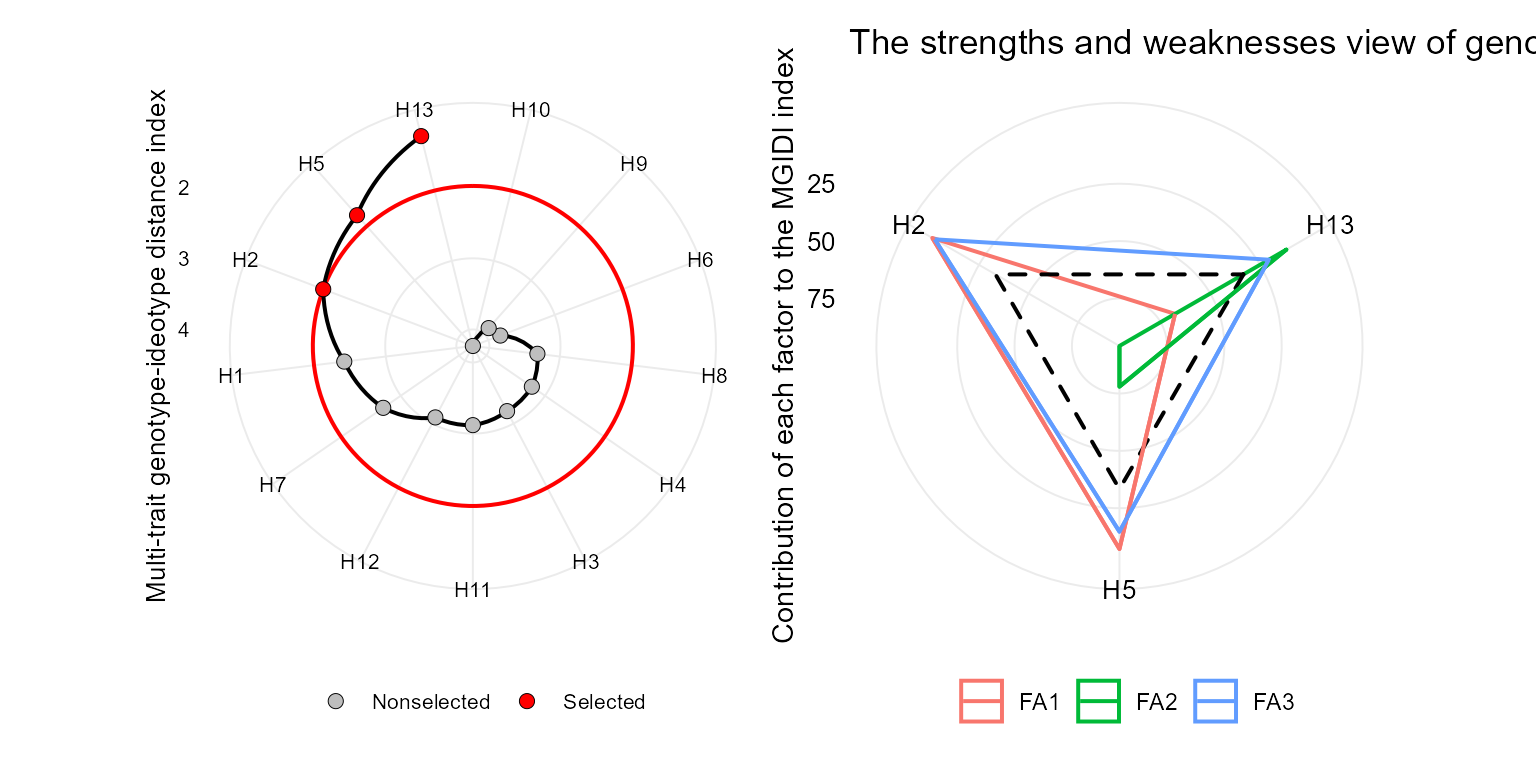 Multi-trait genotype-ideotype distance index
2
3
4
H13
H10
H5
H9
H2
H6
H1
H8
H7
H4
H12
H3
H11
Nonselected
Selected
The strengths and weaknesses view of geno
Contribution of each factor to the MGIDI index
25
50
75
H2
H13
H5
FA1
FA2
FA3